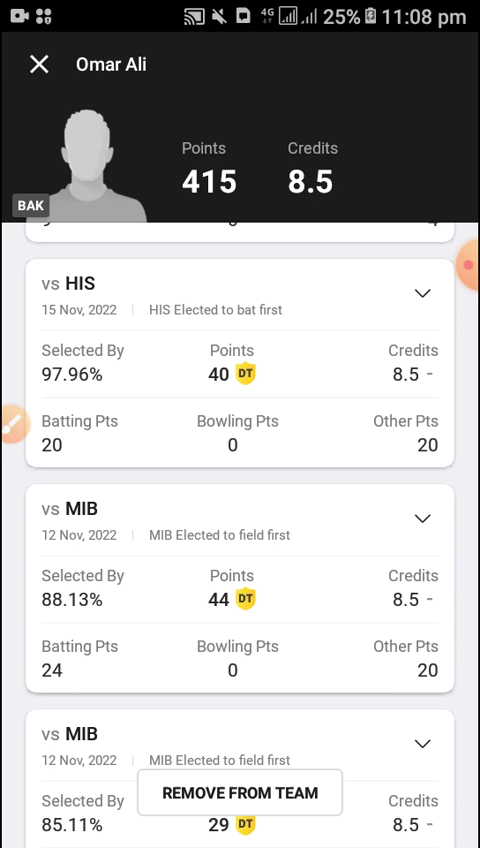 4G 25% 11:08 pm
Omar Ali
Points Credits
415 8.5
BAK
vs HIS
15 Nov, 2022 HIS Elected to bat first
Selected By Points Credits
97.96% 40 DT 8.5 -
Batting Pts Bowling Pts Other Pts
20 0 20
vs MIB
12 Nov, 2022 MIB Elected to field first
Selected By Points Credits
88.13% 44 DT 8.5 -
Batting Pts Bowling Pts Other Pts
24 0 20
vs MIB
12 Nov, 2022 MIB Elected to field first
REMOVE FROM TEAM
Selected By Credits
85.11% 29 DT 8.5 -